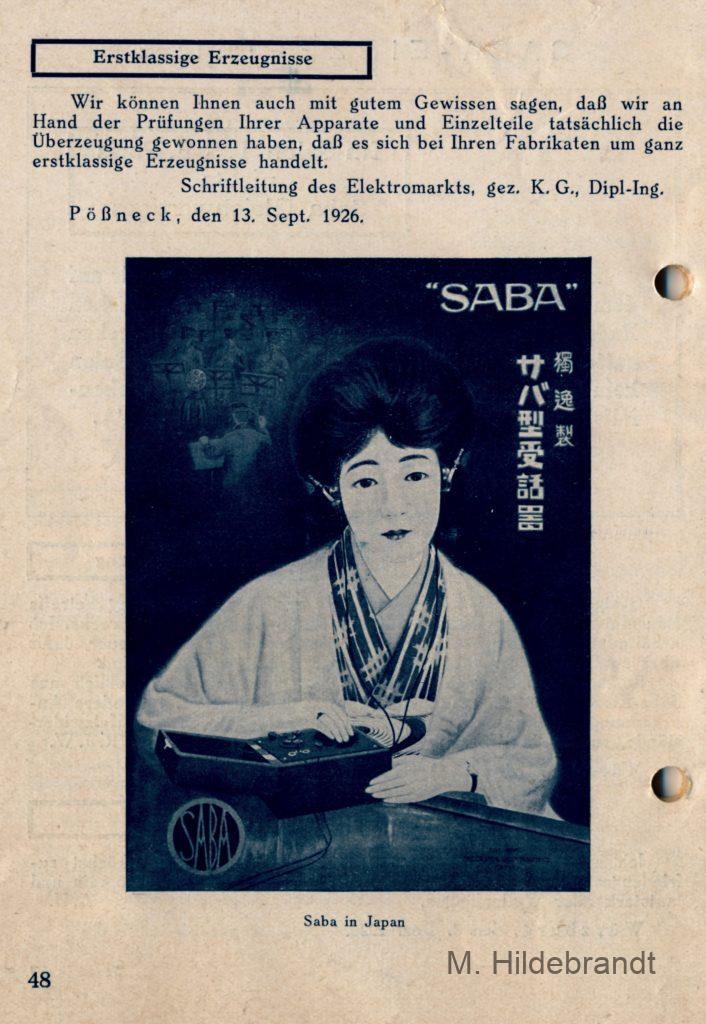 Erstklassige Erzeugnisse
Wir können Ihnen auch mit gutem Gewissen sagen, daß wir an
Hand der Prüfungen Ihrer Apparate und Einzelteile tatsächlich die
Überzeugung gewonnen haben, daß es sich bei Ihren Fabrikaten um ganz
erstklassige Erzeugnisse handelt.
Schriftleitung des Elektromarkts, gez. K. G., Dipl-Ing.
Pößneck, den 13. Sept. 1926.
"SABA"
獨逸製
サバ型受話器
SABA
Saba in Japan
M. Hildebrandt
48